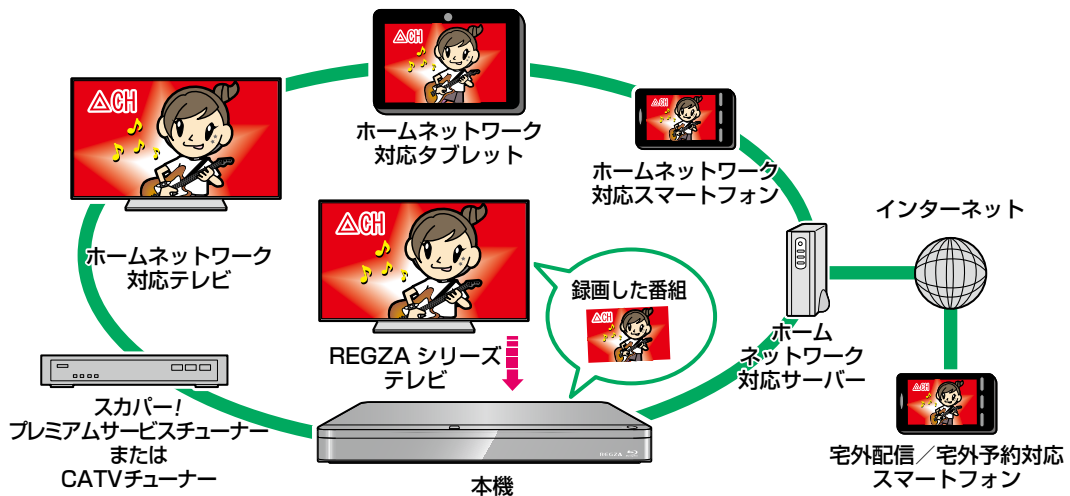 △CH
ホームネットワーク
対応タブレット
△CH
ホームネットワーク
対応テレビ
ホームネットワーク
対応スマートフォン
インターネット
△CH
REGZA シリーズ
テレビ
録画した番組
△CH
ホーム
ネットワーク
対応サーバー
スカパー!
プレミアムサービスチューナー
または
CATVチューナー
REGZA
本機
宅外配信／宅外予約対応
スマートフォン